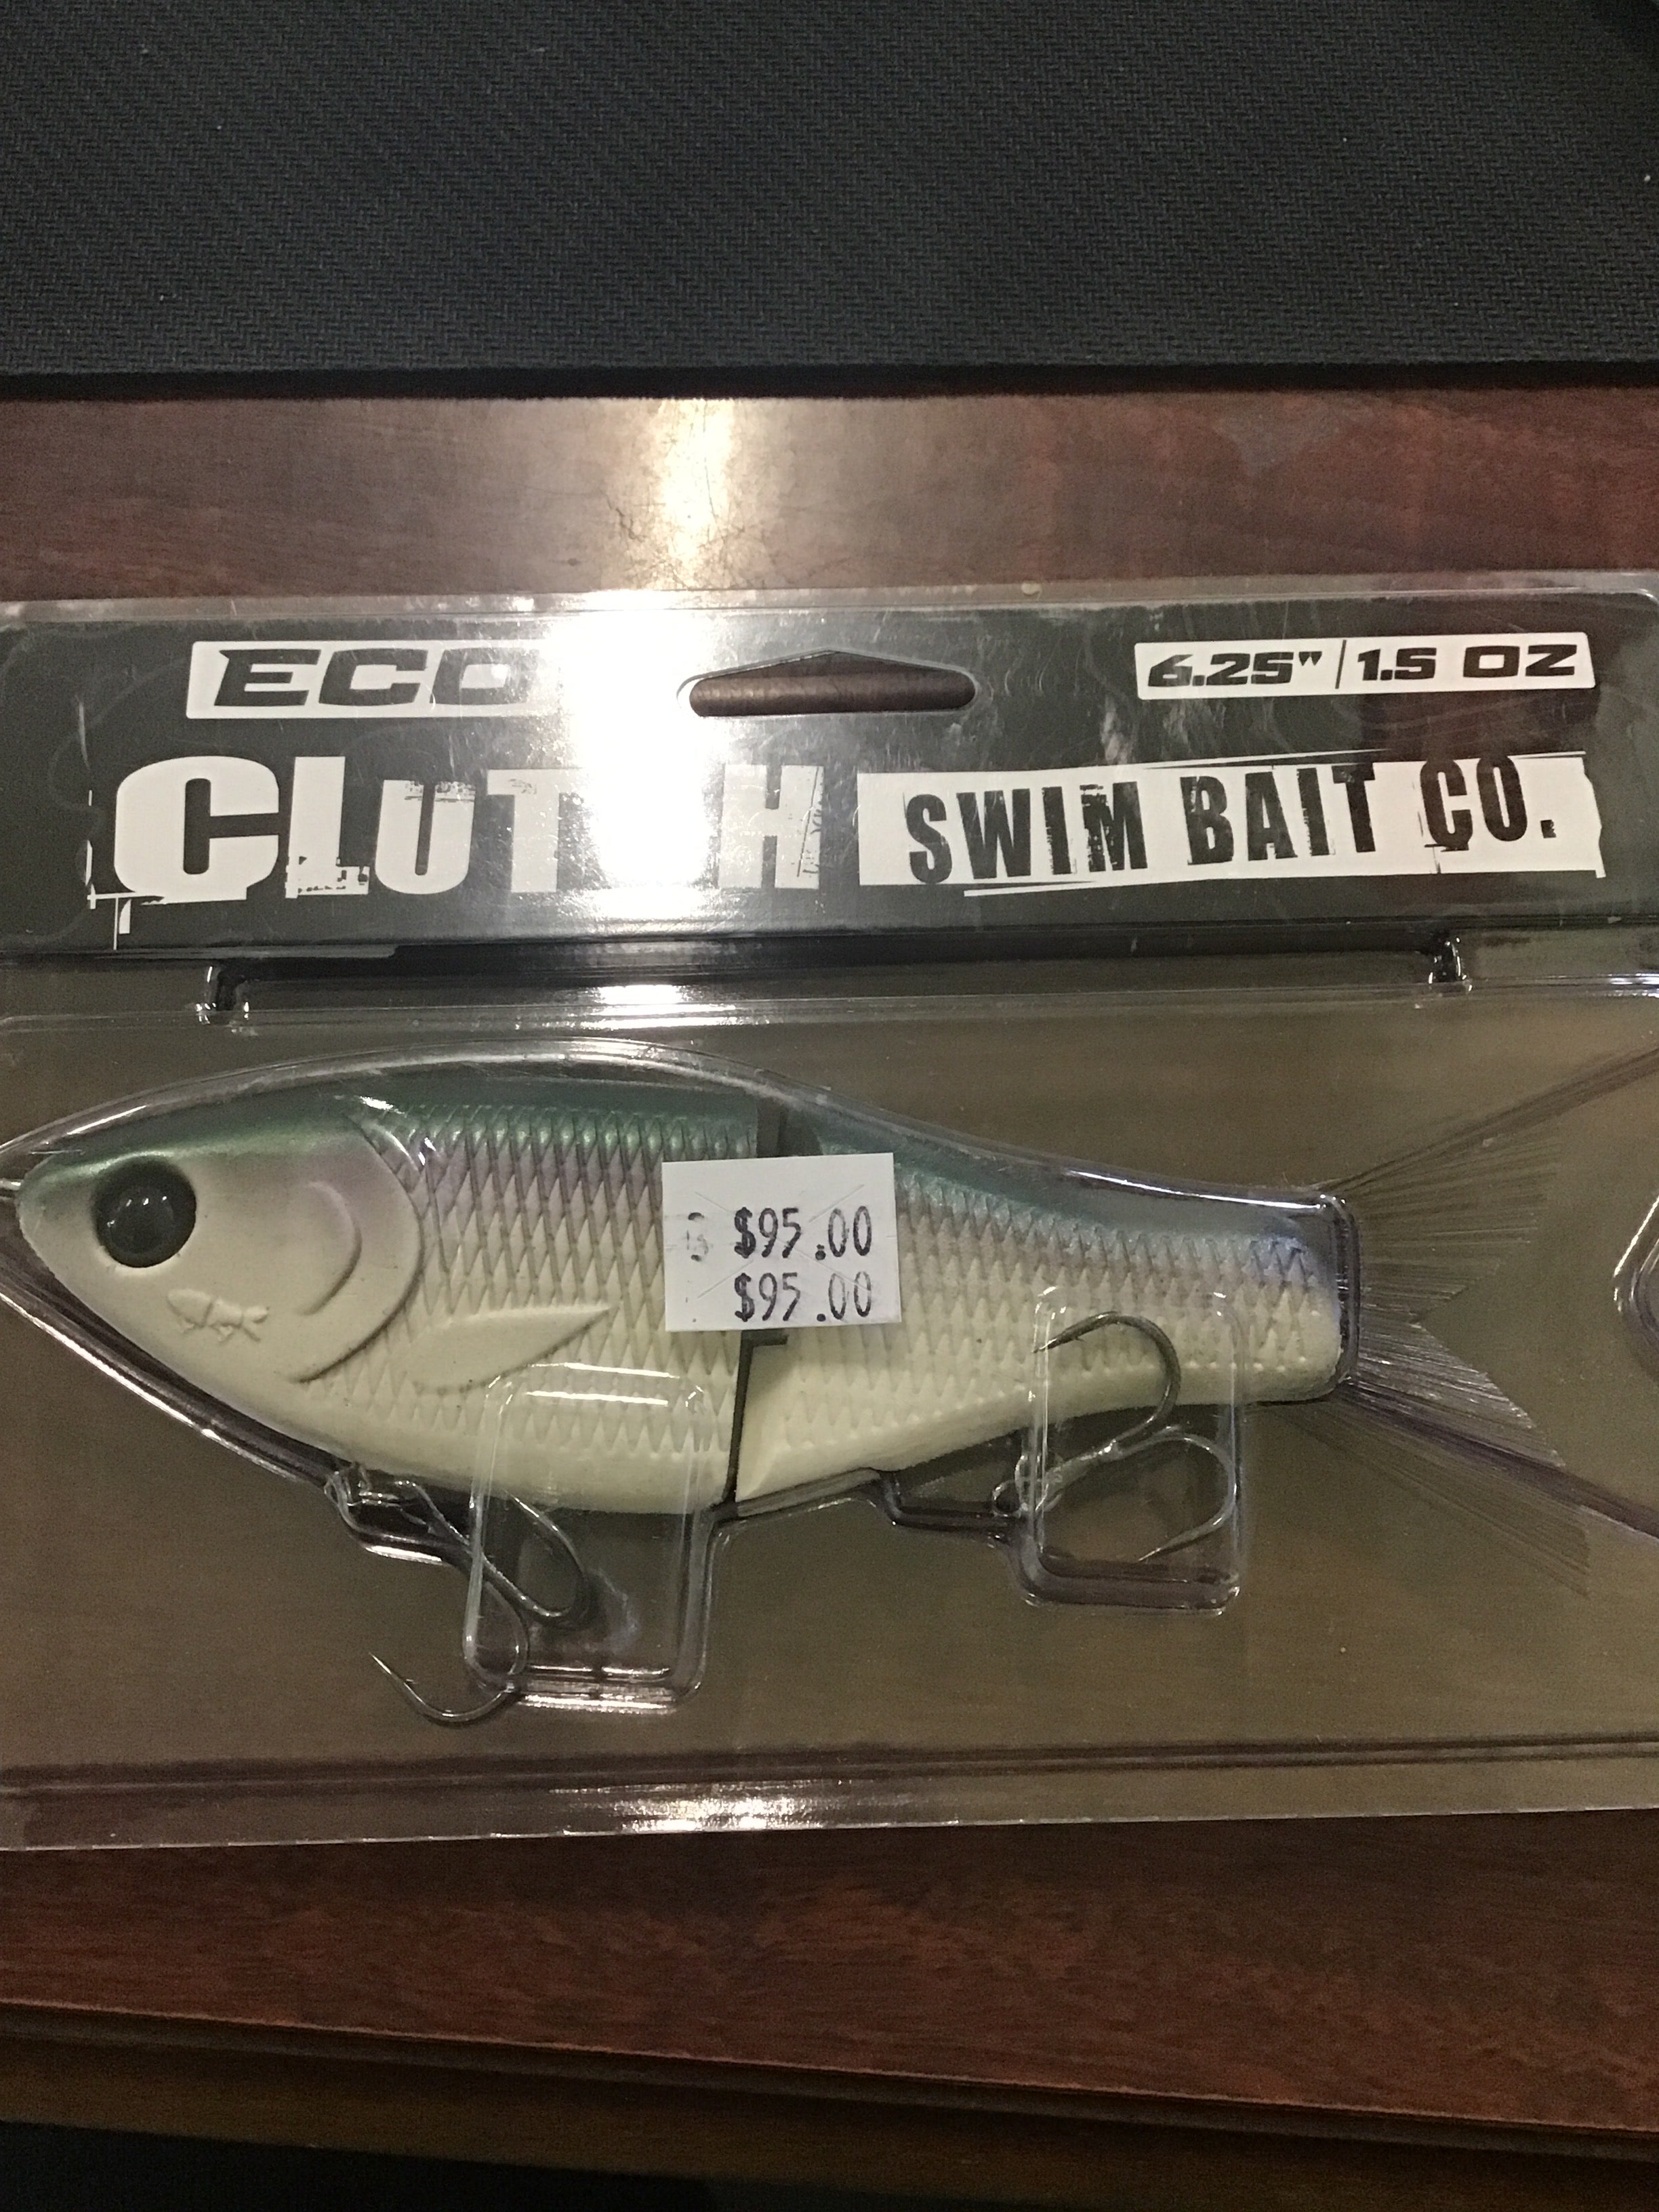 ECO
6.25" | 1.5 OZ
CLUTCH SWIM BAIT CO.
$95.00
$95.00